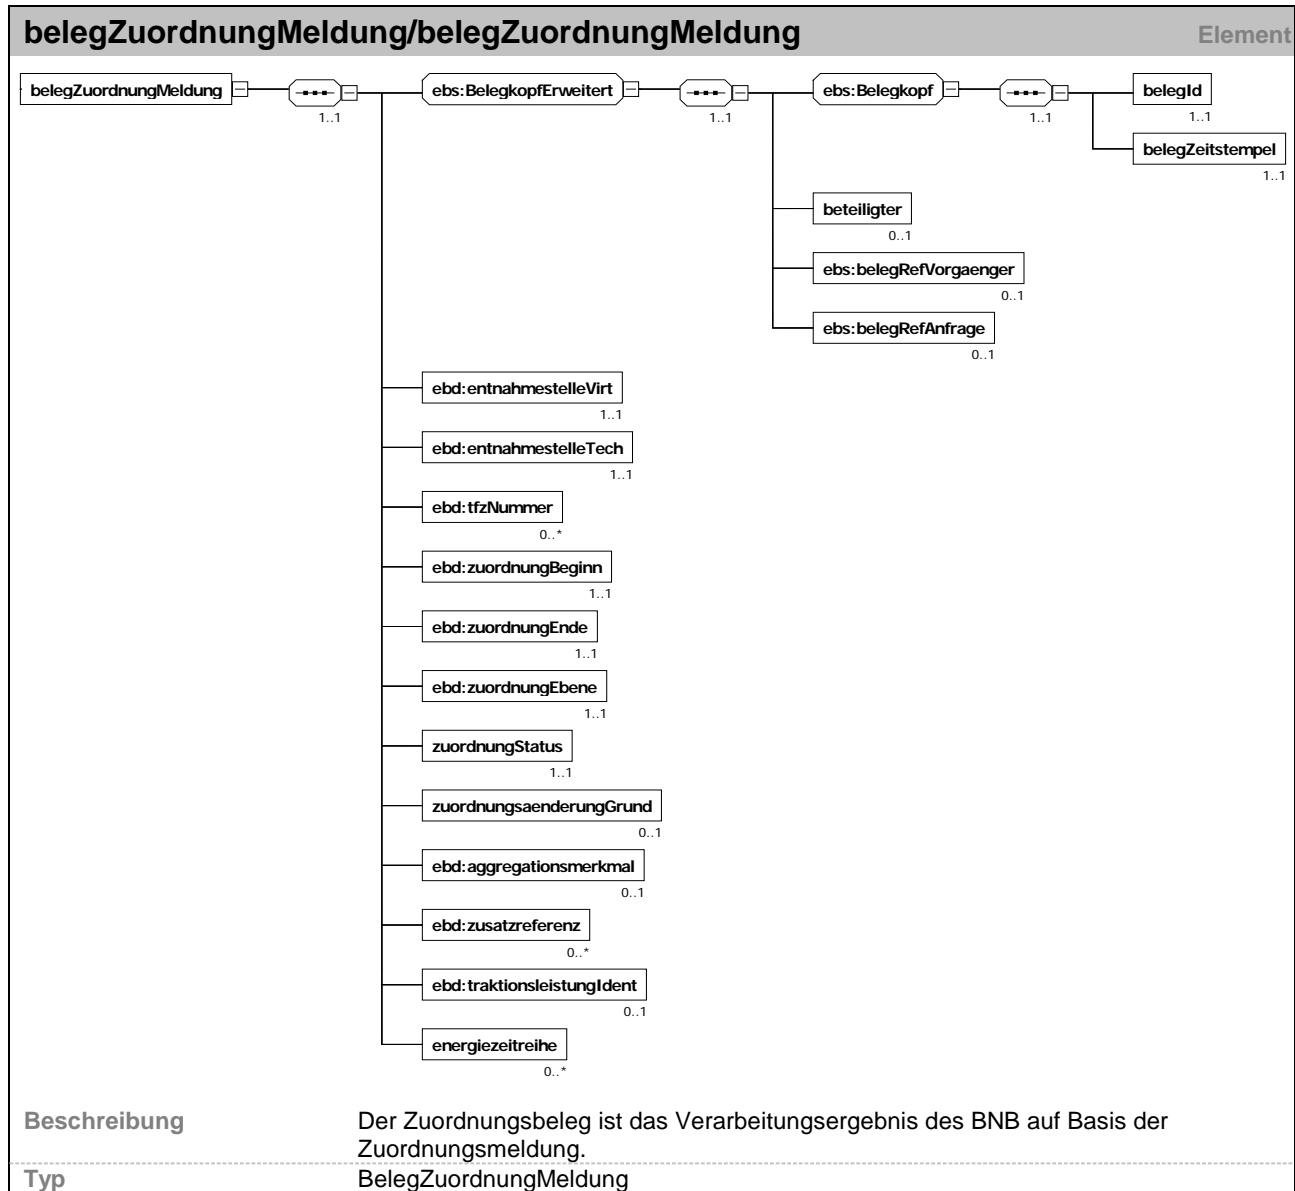 belegZuordnungMeldung/belegZuordnungMeldung Element
belegZuordnungMeldung ebs:BelegkopfErweitert ebs:Belegkopf belegId
1..1 1..1 1..1 1..1
belegZeitstempel
1..1
beteiligter
0..1
ebs:belegRefVorgaenger
0..1
ebs:belegRefAnfrage
0..1
ebd:entnahmestelleVirt
1..1
ebd:entnahmestelleTech
1..1
ebd:tfzNummer
0..*
ebd:zuordnungBeginn
1..1
ebd:zuordnungEnde
1..1
ebd:zuordnungEbene
1..1
zuordnungStatus
1..1
zuordnungsaenderungGrund
0..1
ebd:aggregationsmerkmal
0..1
ebd:zusatzreferenz
0..*
ebd:traktionsleistungIdent
0..1
energiezeitreihe
0..*
Beschreibung Der Zuordnungsbeleg ist das Verarbeitungsergebnis des BNB auf Basis der
Zuordnungsmeldung.
Typ BelegZuordnungMeldung